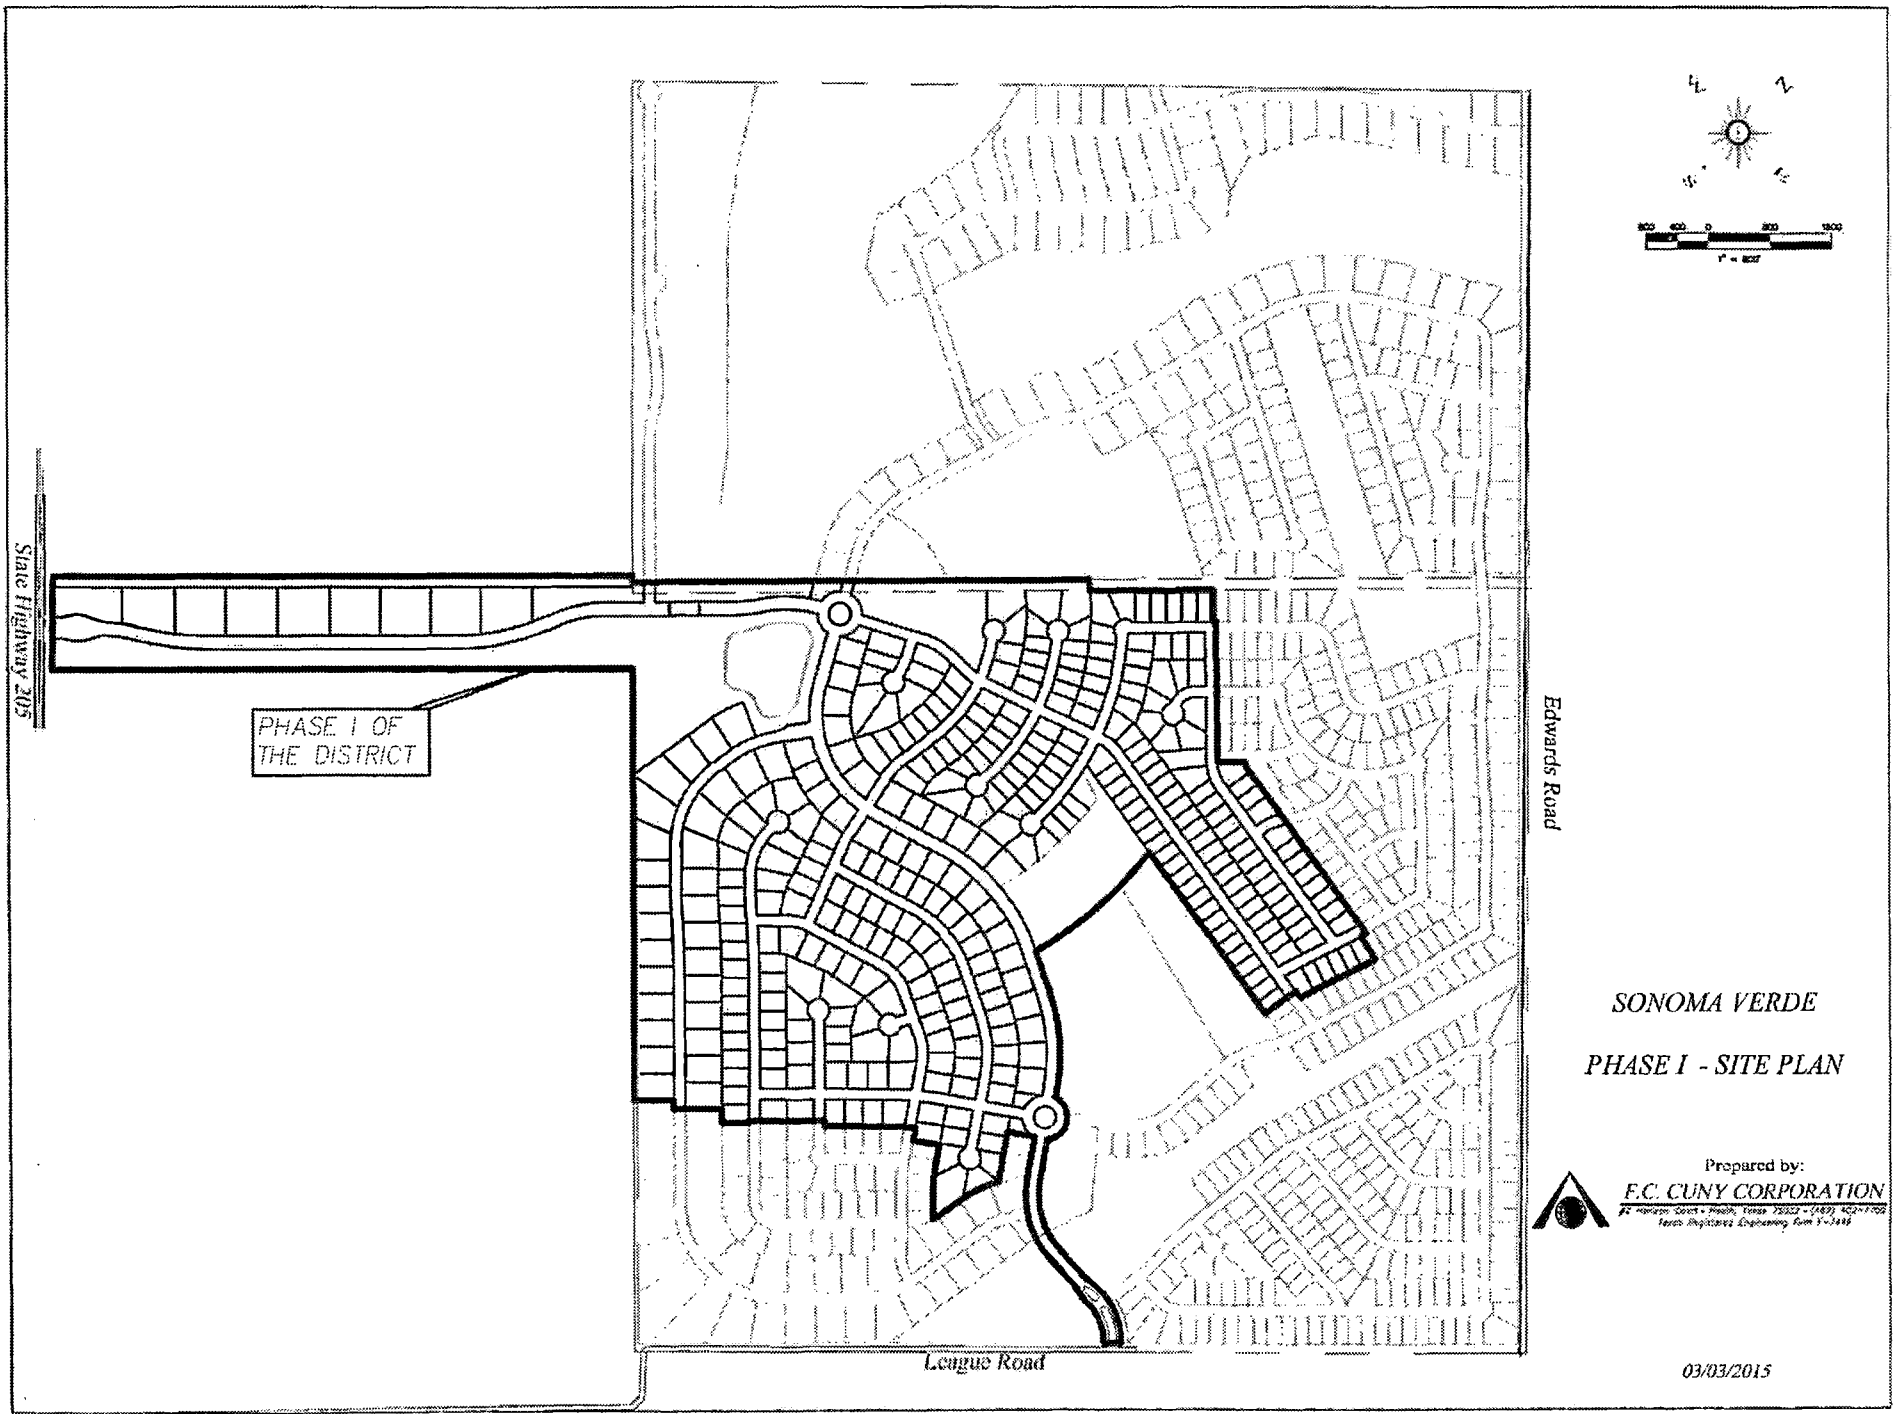 State Highway 205
PHASE I OF
THE DISTRICT
Edwards Road
League Road
SONOMA VERDE
PHASE I - SITE PLAN
Prepared by:
F.C. CUNY CORPORATION
03/03/2015